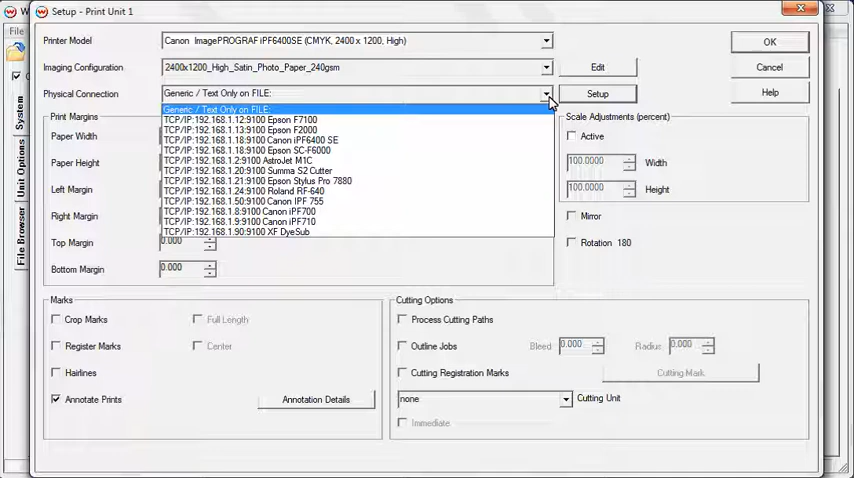 Setup - Print Unit 1
File
System
Unit Options
File Browser
Printer Model
Canon ImagePROGRAF iPF6400SE (CMYK, 2400 x 1200, High)
OK
Imaging Configuration
2400x1200_High_Satin_Photo_Paper_240gsm
Edit
Cancel
Physical Connection
Generic / Text Only on FILE:
Setup
Help
Generic / Text Only on FILE:
TCP/IP:192.168.1.12:9100 Epson F7100
TCP/IP:192.168.1.13:9100 Epson F2000
TCP/IP:192.168.1.18:9100 Canon iPF6400 SE
TCP/IP:192.168.1.18:9100 Epson SC-F6000
TCP/IP:192.168.1.2:9100 AstroJet M1C
TCP/IP:192.168.1.20:9100 Summa S2 Cutter
TCP/IP:192.168.1.21:9100 Epson Stylus Pro 7880
TCP/IP:192.168.1.24:9100 Roland RF-640
TCP/IP:192.168.1.50:9100 Canon IPF 755
TCP/IP:192.168.1.8:9100 Canon iPF700
TCP/IP:192.168.1.9:9100 Canon iPF710
TCP/IP:192.168.1.90:9100 XF DyeSub
Print Margins
Paper Width
Paper Height
Left Margin
Right Margin
Top Margin
0.000
Bottom Margin
0.000
Scale Adjustments (percent)
Active
100.0000
Width
100.0000
Height
Mirror
Rotation 180
Marks
Crop Marks
Full Length
Register Marks
Center
Hairlines
Annotate Prints
Annotation Details
Cutting Options
Process Cutting Paths
Outline Jobs
Bleed
0.000
Radius
0.000
Cutting Registration Marks
Cutting Mark
none
Cutting Unit
Immediate